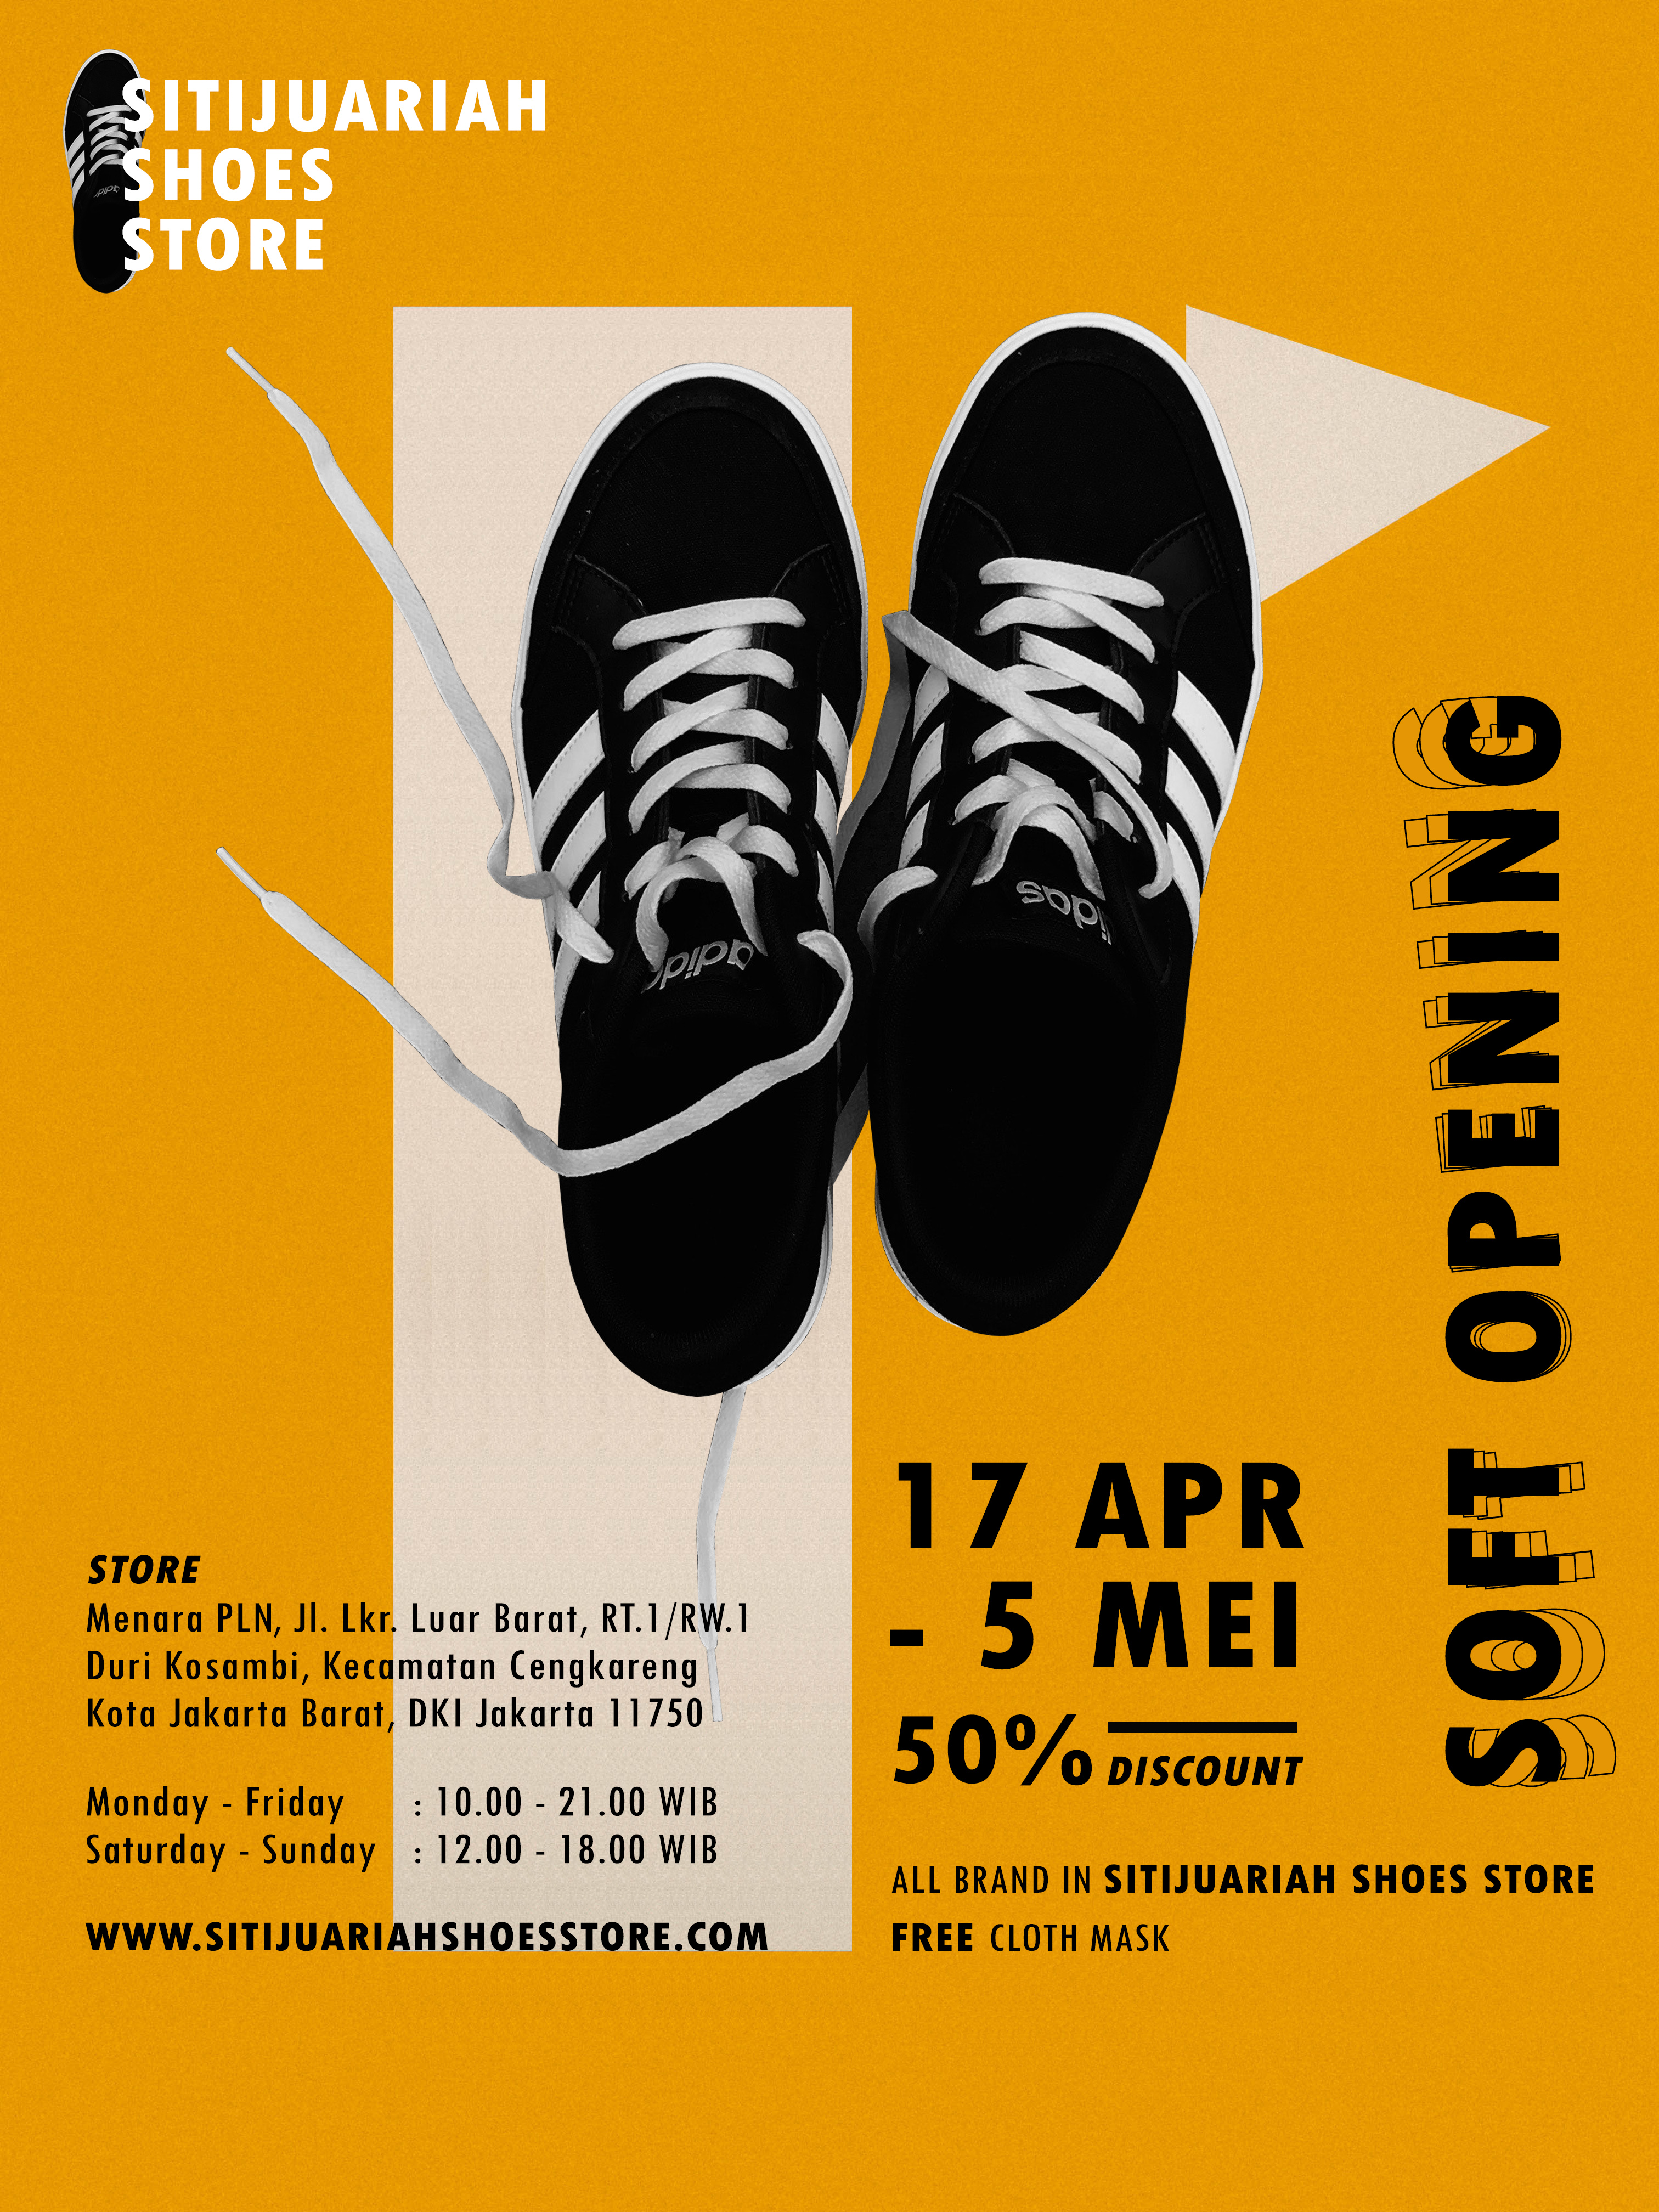 SITIJUARIAH
SHOES
STORE
adidas
SOFT OPENING
17 APR
- 5 MEI
50% DISCOUNT
STORE
Menara PLN, Jl. Lkr. Luar Barat, RT.1/RW.1
Duri Kosambi, Kecamatan Cengkareng
Kota Jakarta Barat, DKI Jakarta 11750
Monday - Friday : 10.00 - 21.00 WIB
Saturday - Sunday : 12.00 - 18.00 WIB
WWW.SITIJUARIAHSHOESSTORE.COM
ALL BRAND IN SITIJUARIAH SHOES STORE
FREE CLOTH MASK